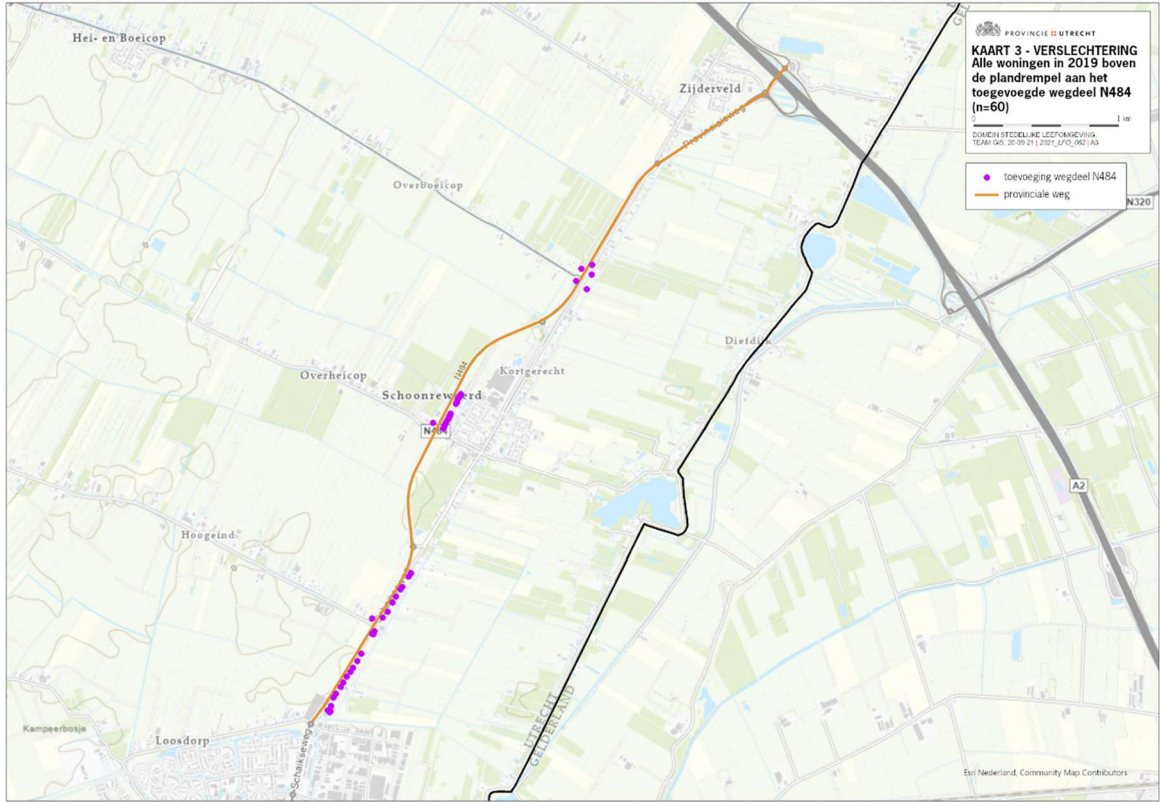 PROVINCIE UTRECHT
KAART 3 - VERSLECHTERING
Alle woningen in 2019 boven
de plandrempel aan het
toegevoegde wegdeel N484
(n=60)
0 1 km
DOMEIN STEDELIJKE LEEFOMGEVING,
TEAM GIS, 20-09-21 | 2021_LFO_062 | A3
toevoeging wegdeel N484
provinciale weg
Hei- en Boeicop
Zijderveld
Provincialeweg
Overboeicop
N320
Diefdijk
Kortgerecht
Overheicop
N484
Schoonrewoerd
A2
Hoogeind
UTRECHT
GELDERLAND
Kampeerbosje
Loosdorp
Schaikseweg
Esri Nederland, Community Map Contributors